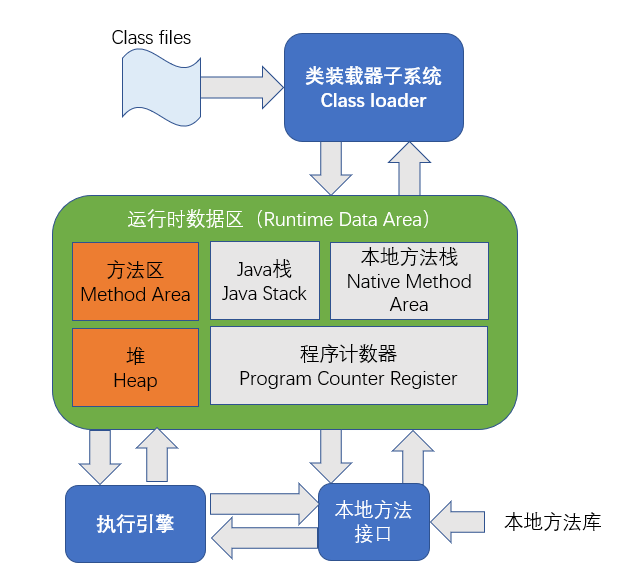 Class files
类装载器子系统
Class loader
运行时数据区（Runtime Data Area）
方法区
Method Area
Java栈
Java Stack
本地方法栈
Native Method
Area
堆
Heap
程序计数器
Program Counter Register
执行引擎
本地方法
接口
本地方法库